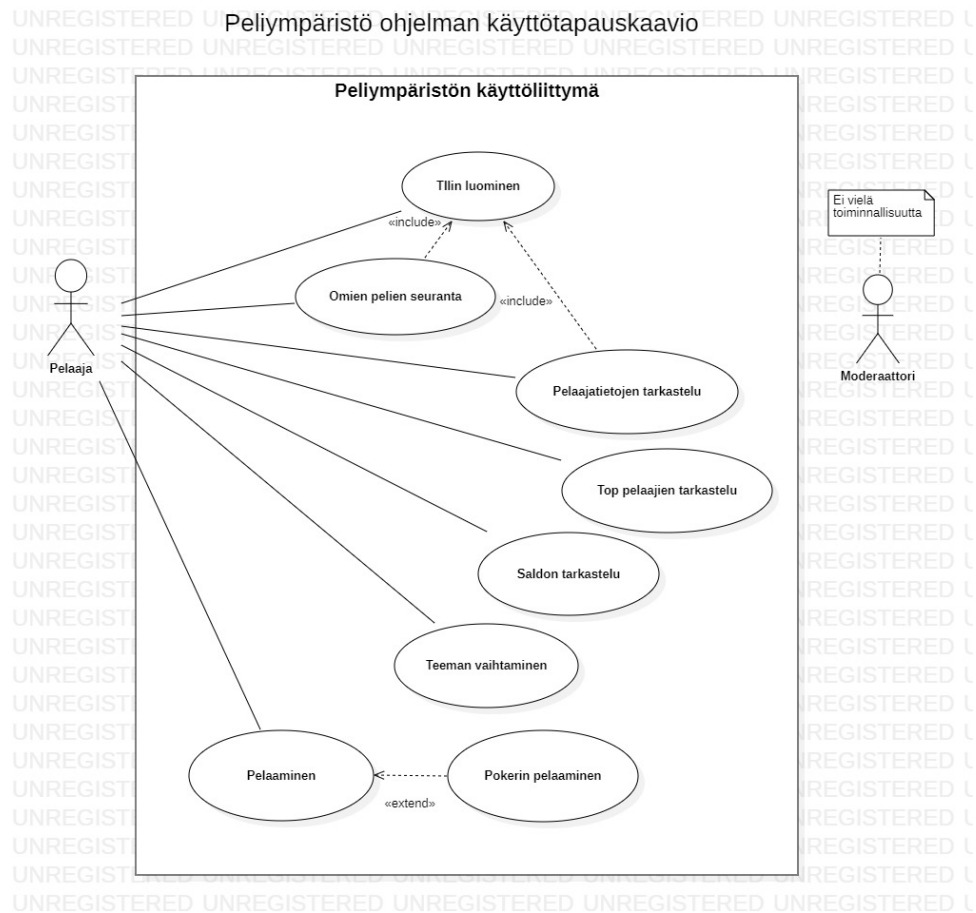 Peliympäristö ohjelman käyttötapauskaavio
Peliympäristön käyttöliittymä
TIlin luominen
«include»
Omien pelien seuranta
«include»
Pelaajatietojen tarkastelu
Top pelaajien tarkastelu
Saldon tarkastelu
Teeman vaihtaminen
Pelaaminen
Pokerin pelaaminen
«extend»
Pelaaja
Ei vielä
toiminnallisuutta
Moderaattori
UNREGISTERED